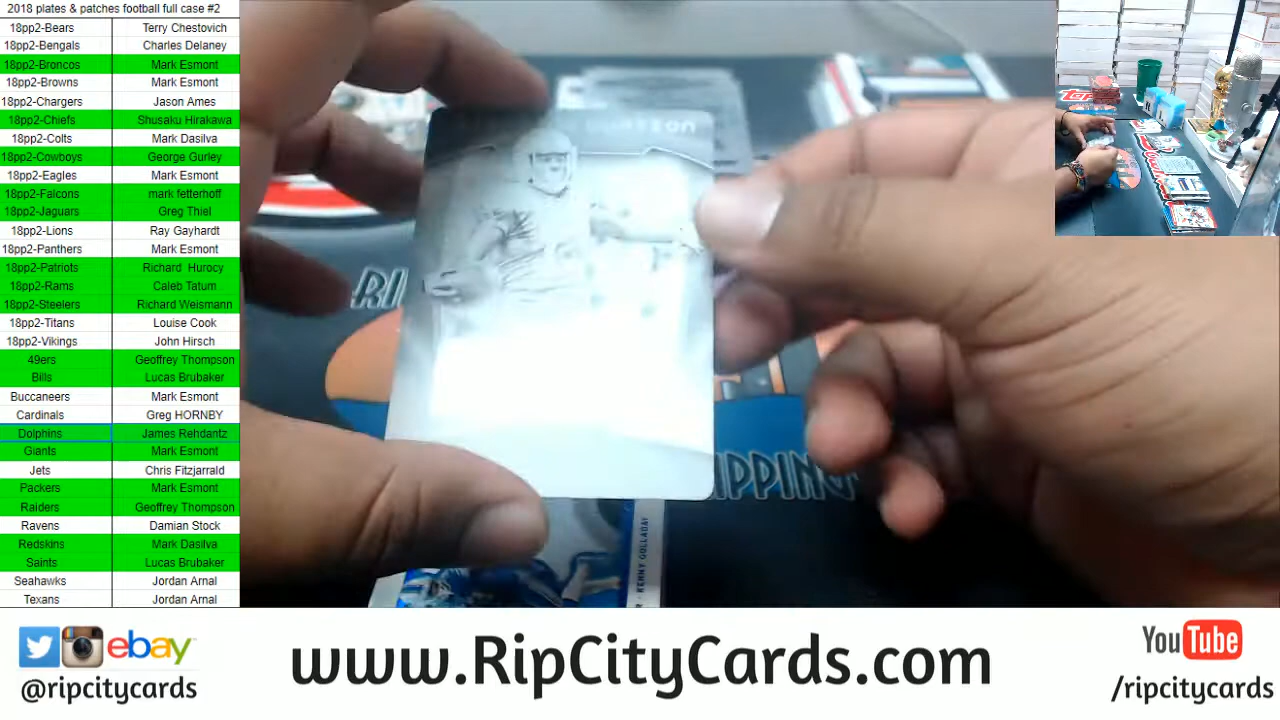 2018 plates & patches football full case #2
18pp2-Bears Terry Chestovich
18pp2-Bengals Charles Delaney
18pp2-Broncos Mark Esmont
18pp2-Browns Mark Esmont
18pp2-Chargers Jason Ames
18pp2-Chiefs Shusaku Hirakawa
18pp2-Colts Mark Dasilva
18pp2-Cowboys George Gurley
18pp2-Eagles Mark Esmont
18pp2-Falcons mark fetterhoff
18pp2-Jaguars Greg Thiel
18pp2-Lions Ray Gayhardt
18pp2-Panthers Mark Esmont
18pp2-Patriots Richard Hurocy
18pp2-Rams Caleb Tatum
18pp2-Steelers Richard Weismann
18pp2-Titans Louise Cook
18pp2-Vikings John Hirsch
49ers Geoffrey Thompson
Bills Lucas Brubaker
Buccaneers Mark Esmont
Cardinals Greg HORNBY
Dolphins James Rehdantz
Giants Mark Esmont
Jets Chris Fitzjarrald
Packers Mark Esmont
Raiders Geoffrey Thompson
Ravens Damian Stock
Redskins Mark Dasilva
Saints Lucas Brubaker
Seahawks Jordan Arnal
Texans Jordan Arnal
RI
IPPING
KENNY GOLLADAY
ebay
@ripcitycards
www.RipCityCards.com
YouTube
/ripcitycards